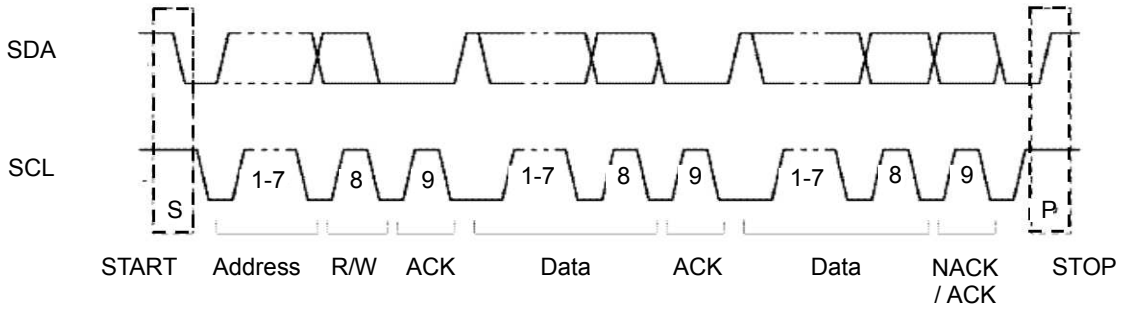 SDA
SCL
1-7 8 9 1-7 8 9 1-7 8 9
S P
START Address R/W ACK Data ACK Data NACK STOP
/ ACK